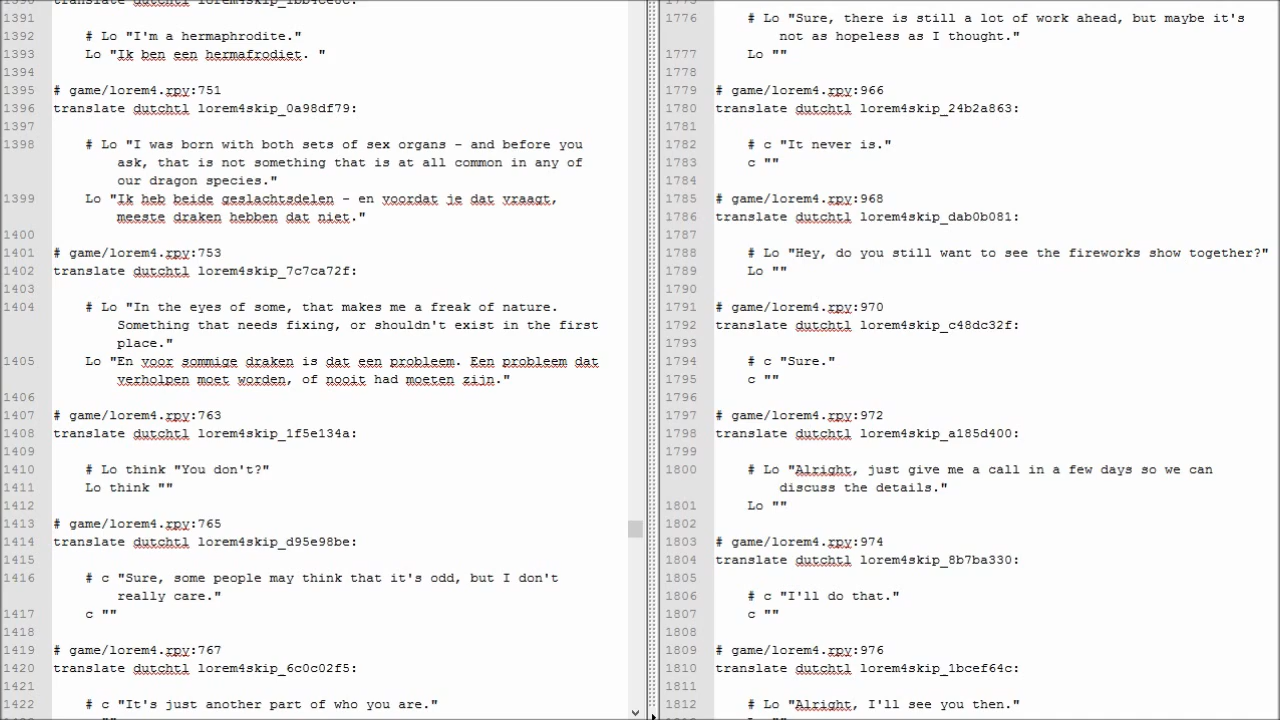 1390
translate dutchtl lorem4skip_1bb4ce8c:
1391
1392 # Lo "I'm a hermaphrodite."
1393 Lo "Ik ben een hermafrodiet. "
1394
1395 # game/lorem4.rpy:751
1396 translate dutchtl lorem4skip_0a98df79:
1397
1398 # Lo "I was born with both sets of sex organs - and before you
ask, that is not something that is at all common in any of
our dragon species."
1399 Lo "Ik heb beide geslachtsdelen - en voordat je dat vraagt,
meeste draken hebben dat niet."
1400
1401 # game/lorem4.rpy:753
1402 translate dutchtl lorem4skip_7c7ca72f:
1403
1404 # Lo "In the eyes of some, that makes me a freak of nature.
Something that needs fixing, or shouldn't exist in the first
place."
1405 Lo "En voor sommige draken is dat een probleem. Een probleem dat
verholpen moet worden, of nooit had moeten zijn."
1406
1407 # game/lorem4.rpy:763
1408 translate dutchtl lorem4skip_1f5e134a:
1409
1410 # Lo think "You don't?"
1411 Lo think ""
1412
1413 # game/lorem4.rpy:765
1414 translate dutchtl lorem4skip_d95e98be:
1415
1416 # c "Sure, some people may think that it's odd, but I don't
really care."
1417 c ""
1418
1419 # game/lorem4.rpy:767
1420 translate dutchtl lorem4skip_6c0c02f5:
1421
1422 # c "It's just another part of who you are."
1776 # Lo "Sure, there is still a lot of work ahead, but maybe it's
not as hopeless as I thought."
1777 Lo ""
1778
1779 # game/lorem4.rpy:966
1780 translate dutchtl lorem4skip_24b2a863:
1781
1782 # c "It never is."
1783 c ""
1784
1785 # game/lorem4.rpy:968
1786 translate dutchtl lorem4skip_dab0b081:
1787
1788 # Lo "Hey, do you still want to see the fireworks show together?"
1789 Lo ""
1790
1791 # game/lorem4.rpy:970
1792 translate dutchtl lorem4skip_c48dc32f:
1793
1794 # c "Sure."
1795 c ""
1796
1797 # game/lorem4.rpy:972
1798 translate dutchtl lorem4skip_a185d400:
1799
1800 # Lo "Alright, just give me a call in a few days so we can
discuss the details."
1801 Lo ""
1802
1803 # game/lorem4.rpy:974
1804 translate dutchtl lorem4skip_8b7ba330:
1805
1806 # c "I'll do that."
1807 c ""
1808
1809 # game/lorem4.rpy:976
1810 translate dutchtl lorem4skip_1bcef64c:
1811
1812 # Lo "Alright, I'll see you then."